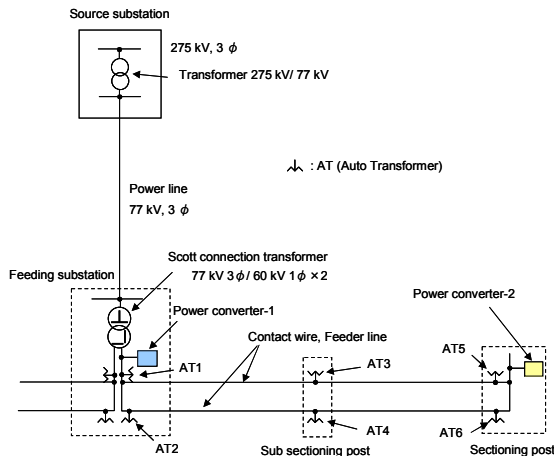 Source substation
275 kV, 3 ϕ
Transformer 275 kV/ 77 kV
: AT (Auto Transformer)
Power line
77 kV, 3 ϕ
Scott connection transformer
77 kV 3ϕ/ 60 kV 1ϕ ×2
Feeding substation
Power converter-1
Power converter-2
Contact wire, Feeder line
AT1
AT3
AT5
AT2
AT4
AT6
Sub sectioning post
Sectioning post